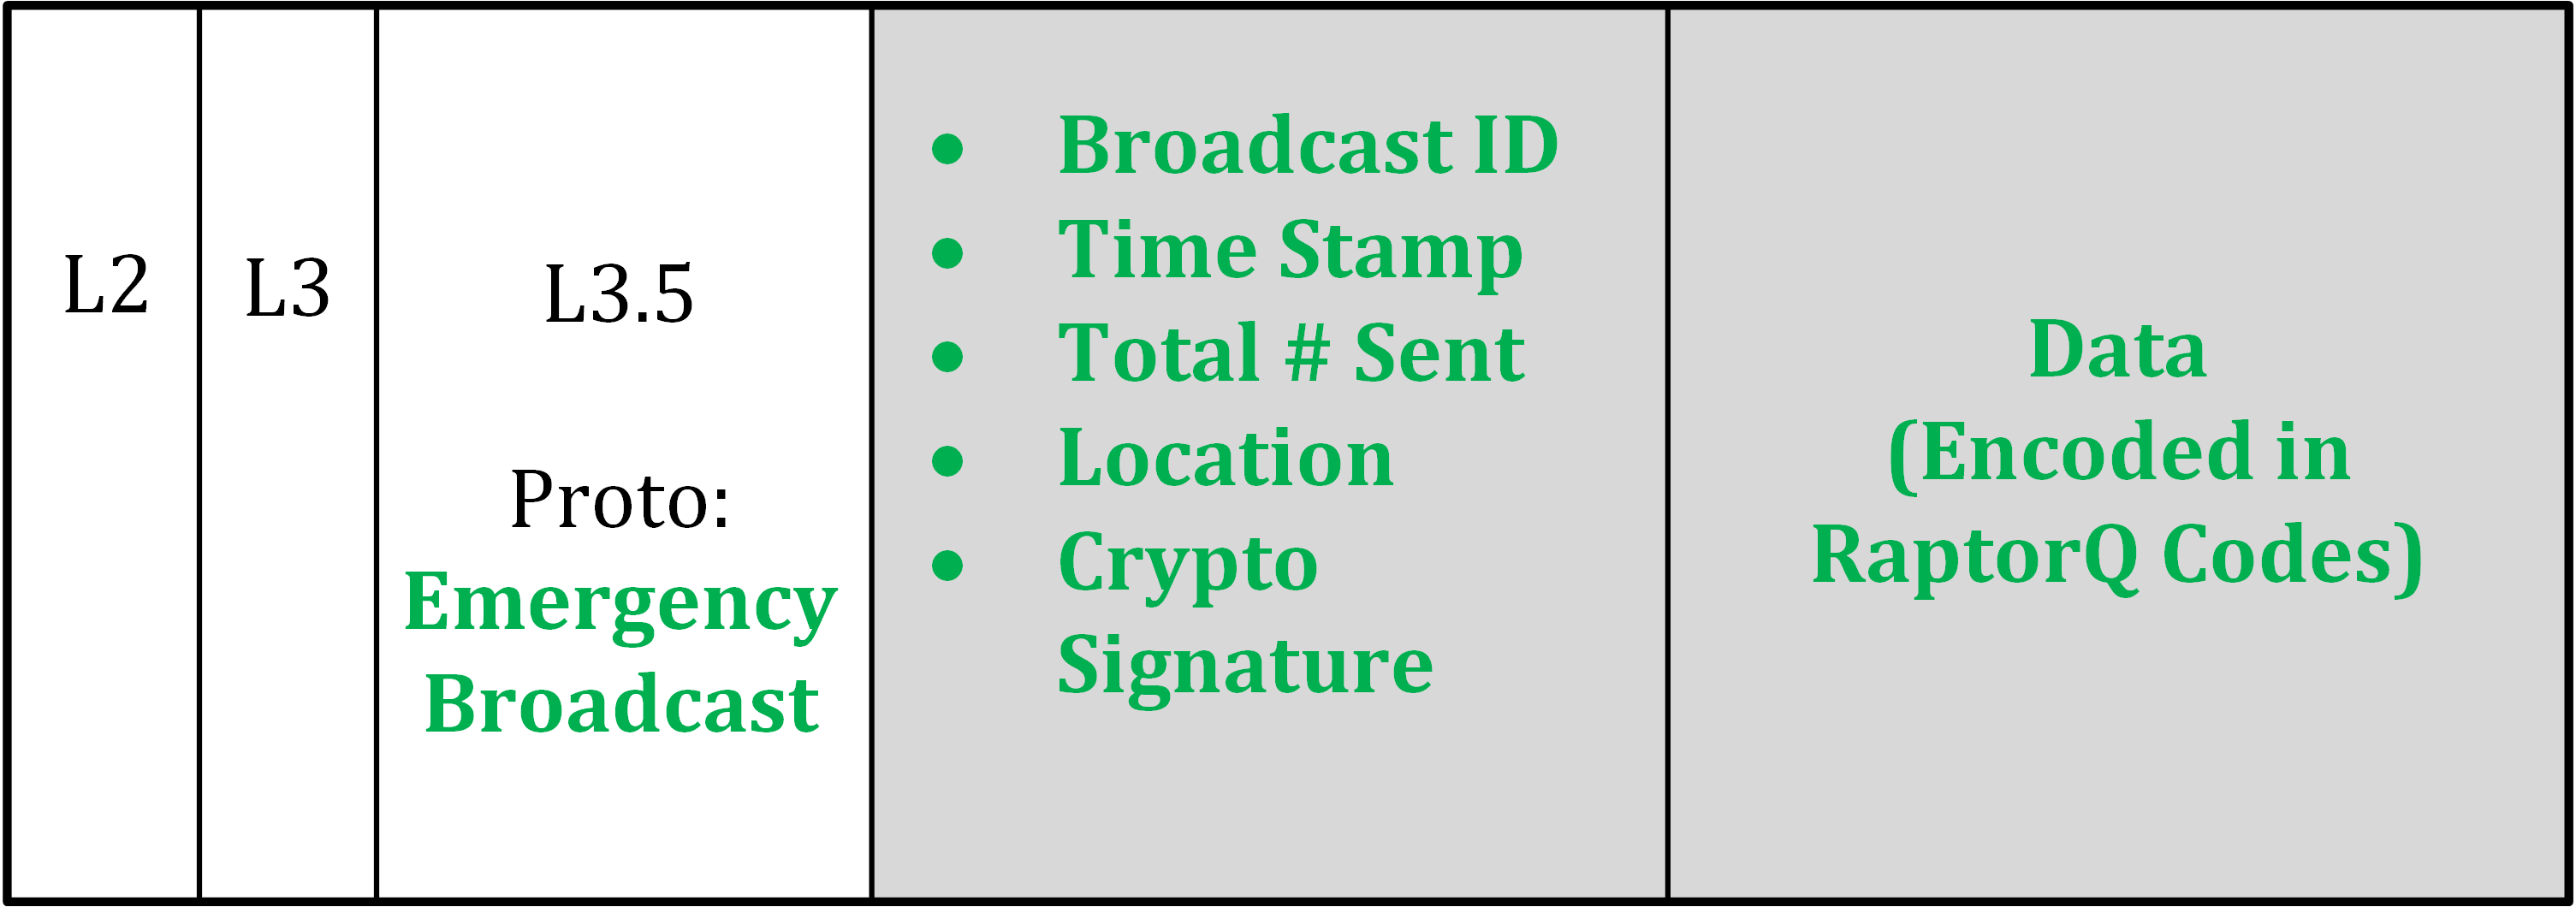 L2
L3
L3.5
Proto:
Emergency
Broadcast
• Broadcast ID
• Time Stamp
• Total # Sent
• Location
• Crypto
Signature
Data
(Encoded in
RaptorQ Codes)